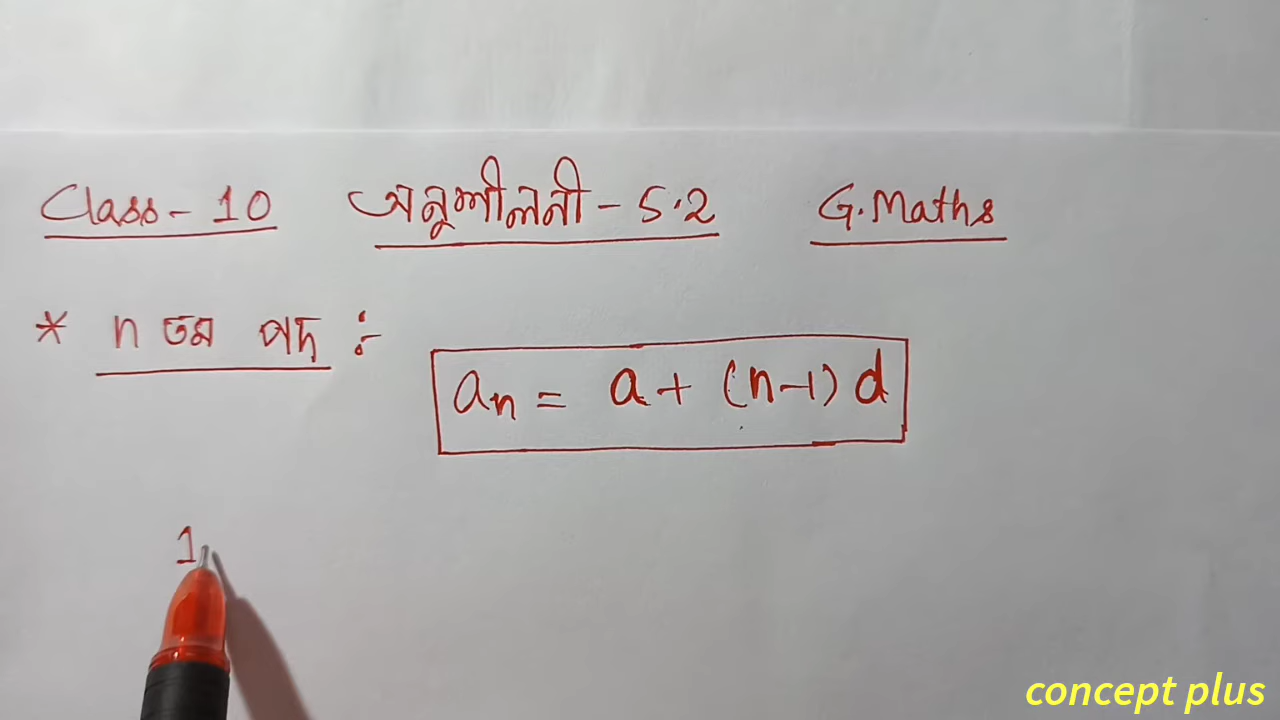 Class - 10 অনুশীলনী - 5.2 G. Maths
* n তম পদ :-
aₙ = a + (n-1) d
1
concept plus